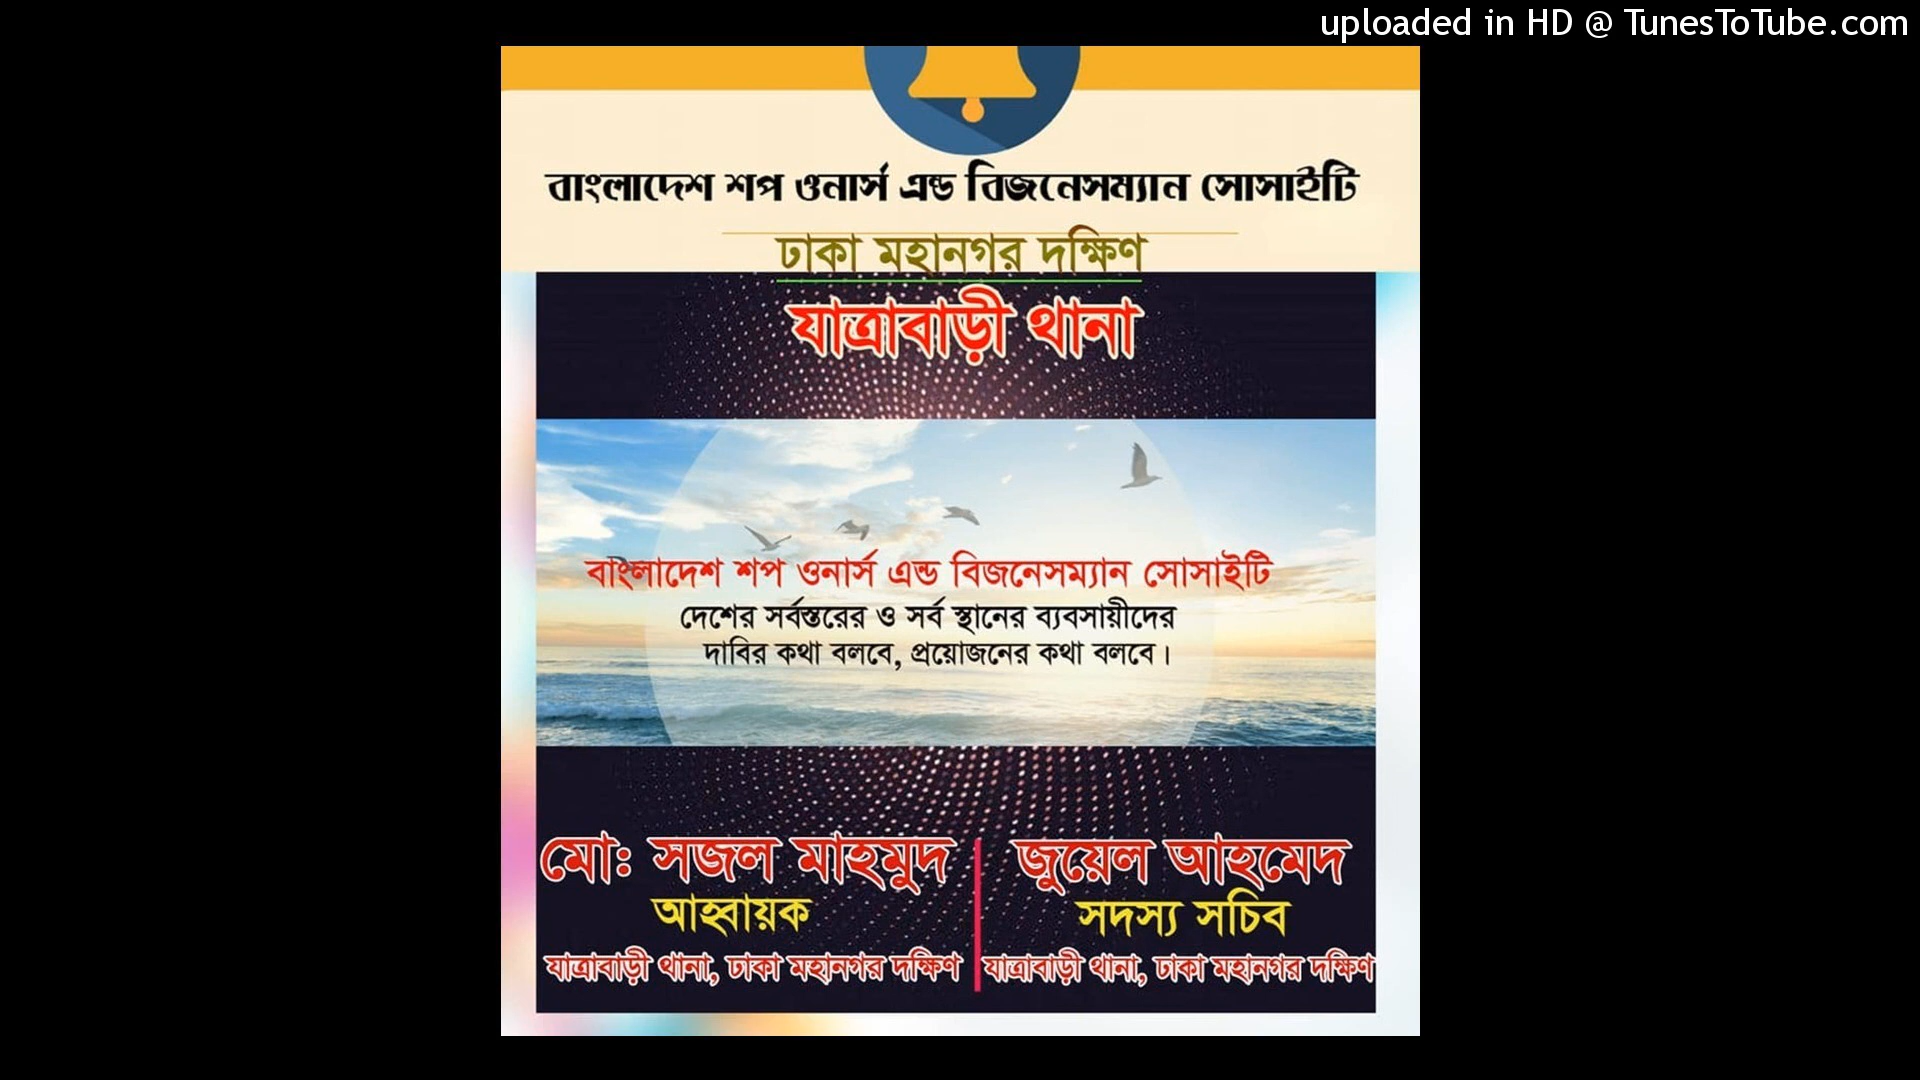 uploaded in HD @ TunesToTube.com
বাংলাদেশ শপ ওনার্স এন্ড বিজনেসম্যান সোসাইটি
ঢাকা মহানগর দক্ষিণ
যাত্রাবাড়ী থানা
বাংলাদেশ শপ ওনার্স এন্ড বিজনেসম্যান সোসাইটি
দেশের সর্বস্তরের ও সর্ব স্থানের ব্যবসায়ীদের
দাবির কথা বলবে, প্রয়োজনের কথা বলবে।
মো: সজল মাহমুদ
আহ্বায়ক
যাত্রাবাড়ী থানা, ঢাকা মহানগর দক্ষিণ
জুয়েল আহমেদ
সদস্য সচিব
যাত্রাবাড়ী থানা, ঢাকা মহানগর দক্ষিণ